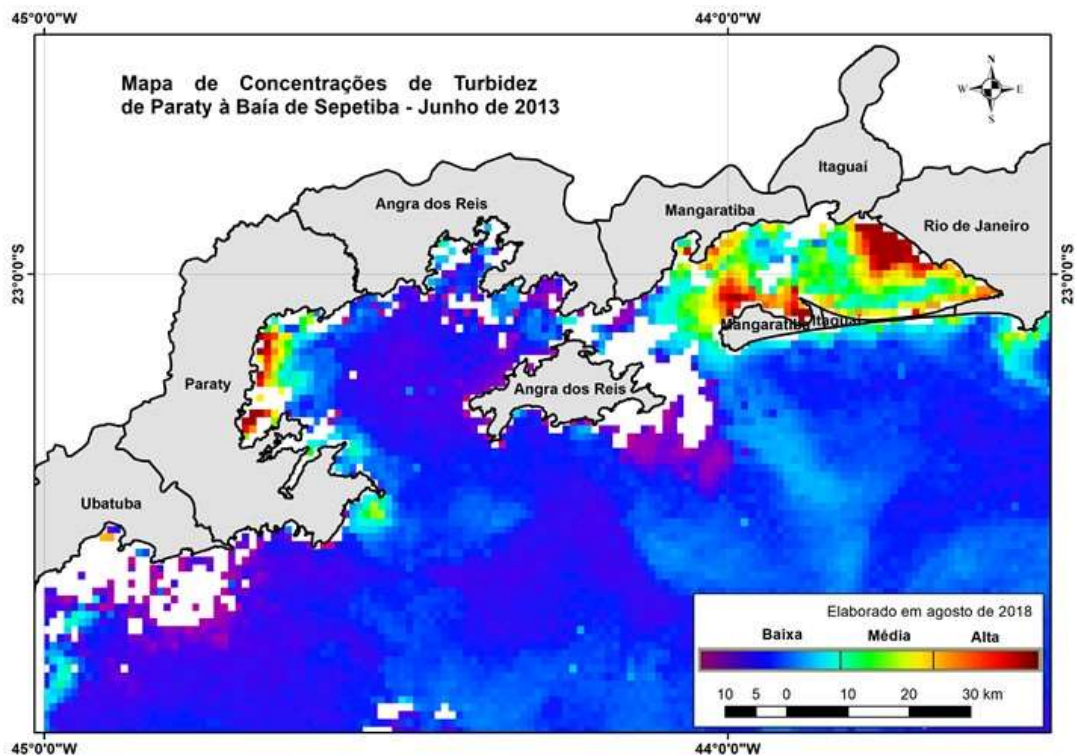 45°0'0"W
44°0'0"W
Mapa de Concentrações de Turbidez
de Paraty à Baía de Sepetiba - Junho de 2013
N
W E
S
Itaguaí
Angra dos Reis
Mangaratiba
Rio de Janeiro
23°0'0"S
23°0'0"S
Mangaratiba
Itaguaí
Paraty
Angra dos Reis
Ubatuba
Elaborado em agosto de 2018
Baixa Média Alta
10 5 0 10 20 30 km
45°0'0"W
44°0'0"W